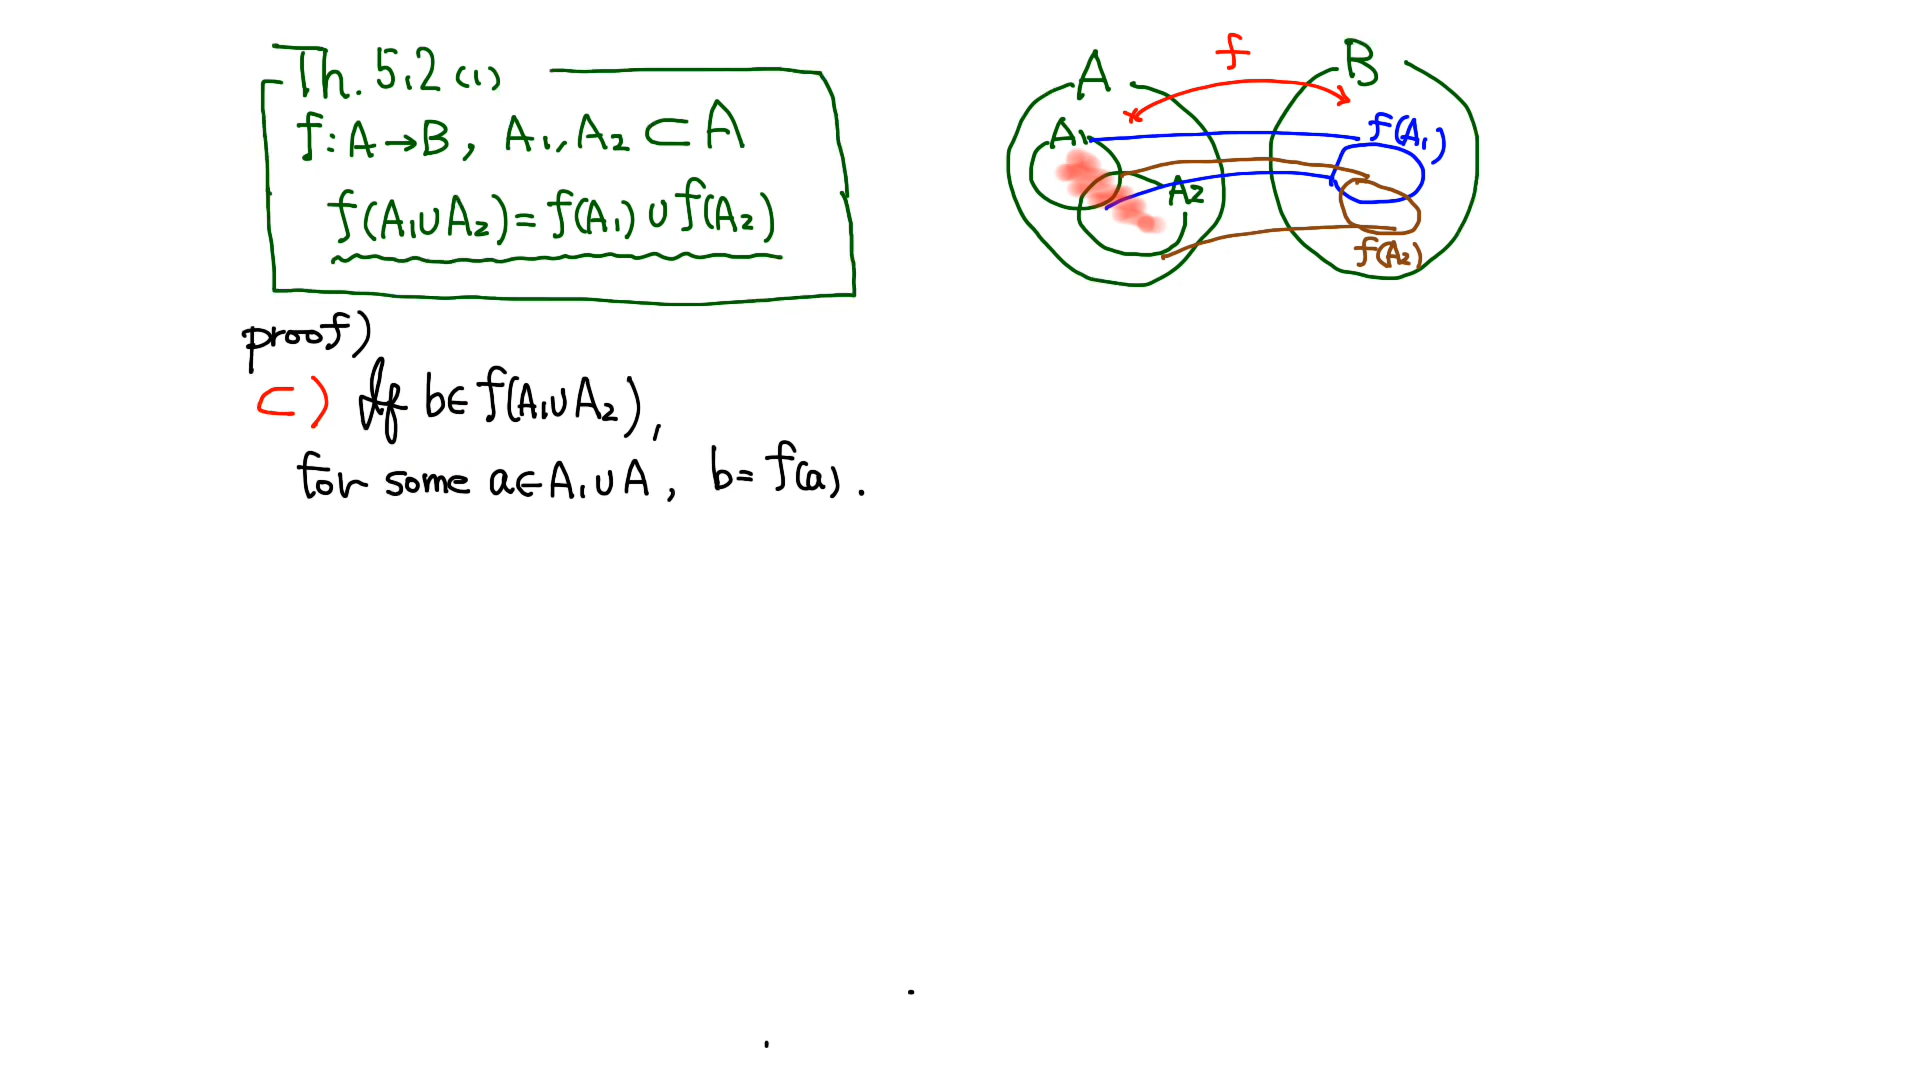 Th. 5.2 (1)
f: A → B, A₁, A₂ ⊂ A
f(A₁∪A₂) = f(A₁) ∪ f(A₂)
proof)
⊂) If b∈ f(A₁∪A₂),
for some a∈A₁∪A, b= f(a).
f
A
B
A₁
A₂
f(A₁)
f(A₂)